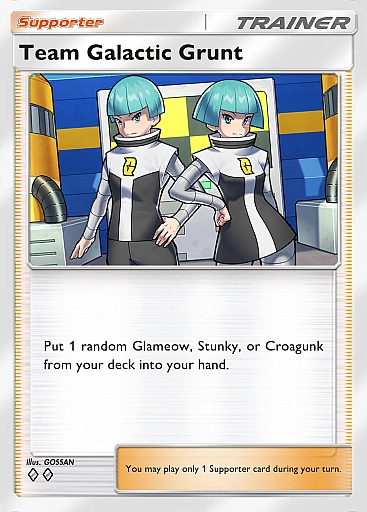 Supporter
TRAINER
Team Galactic Grunt
G
G
Put 1 random Glameow, Stunky, or Croagunk
from your deck into your hand.
Illus. GOSSAN
You may play only 1 Supporter card during your turn.